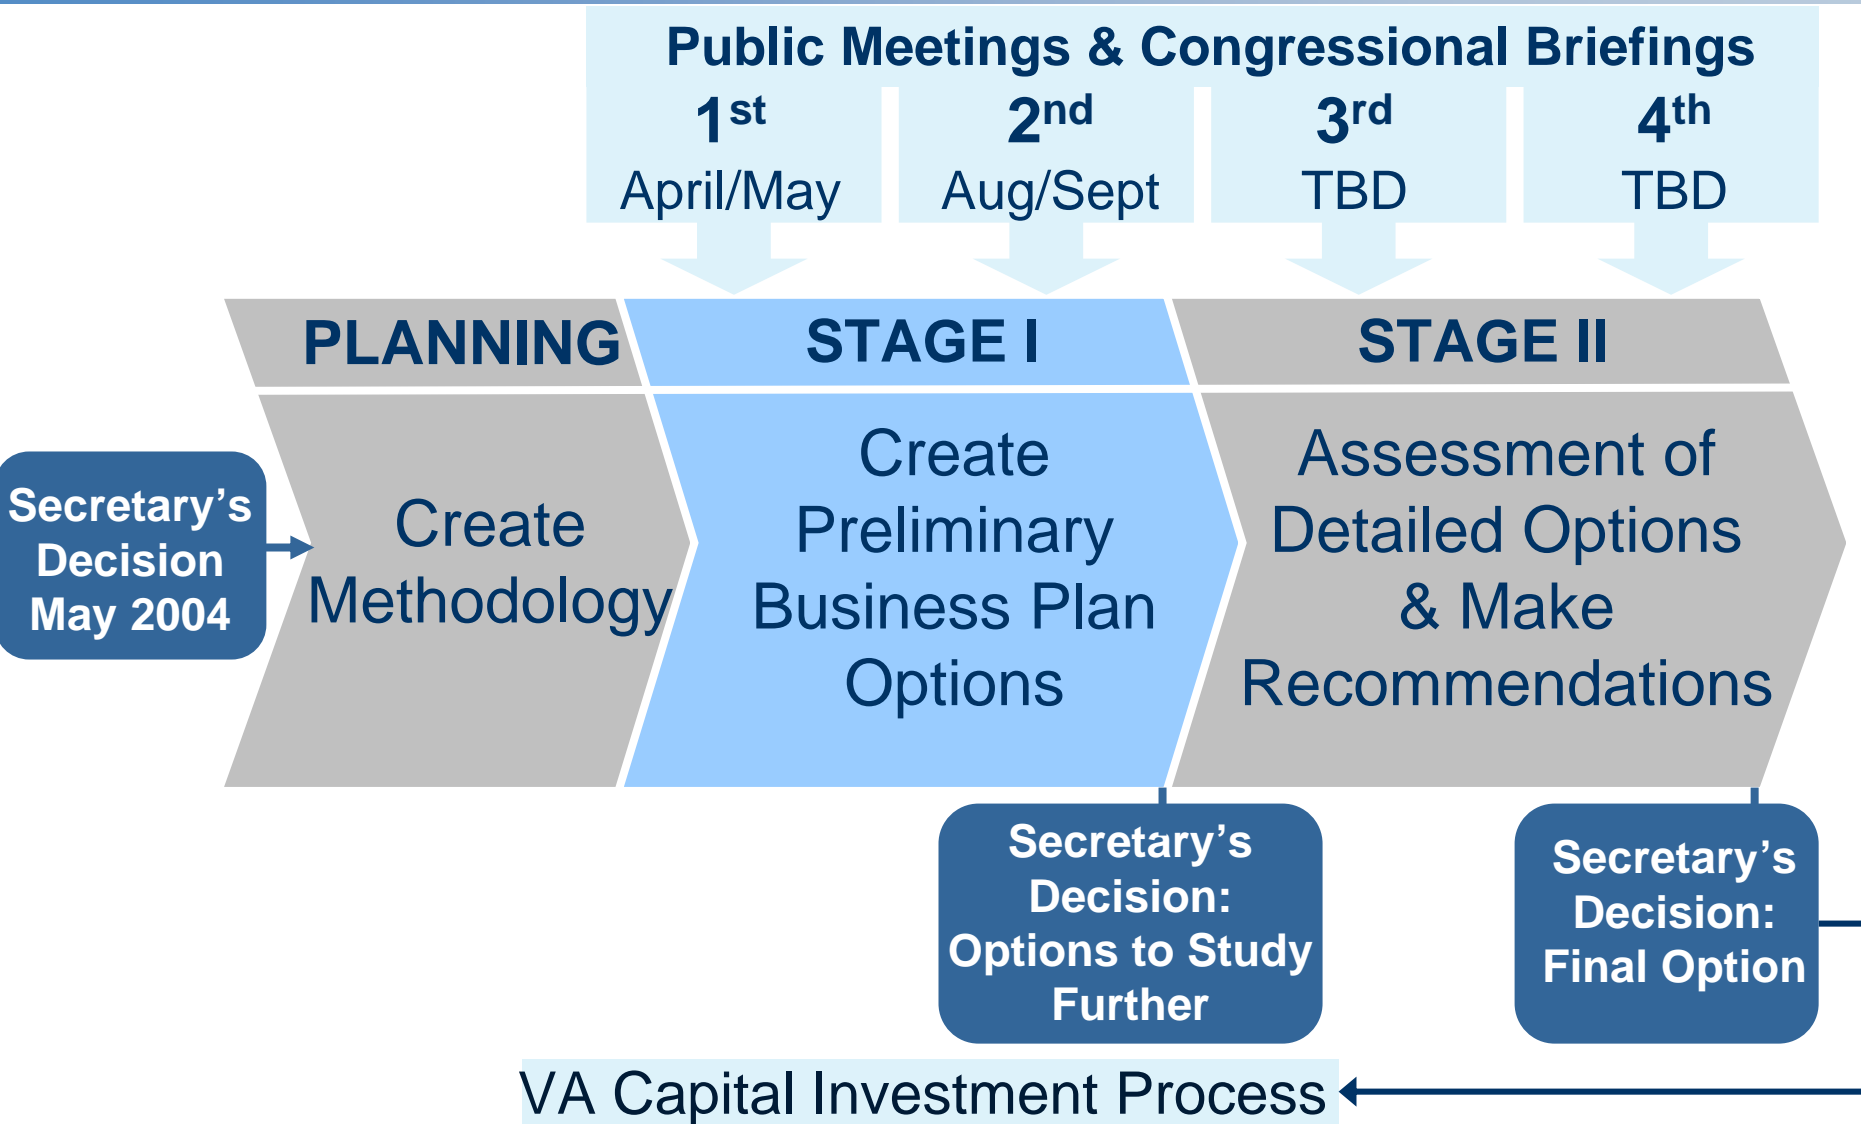 Public Meetings & Congressional Briefings
1st
April/May
2nd
Aug/Sept
3rd
TBD
4th
TBD
PLANNING
STAGE I
STAGE II
Secretary’s
Decision
May 2004
Create
Methodology
Create
Preliminary
Business Plan
Options
Assessment of
Detailed Options
& Make
Recommendations
Secretary’s
Decision:
Options to Study
Further
Secretary’s
Decision:
Final Option
VA Capital Investment Process